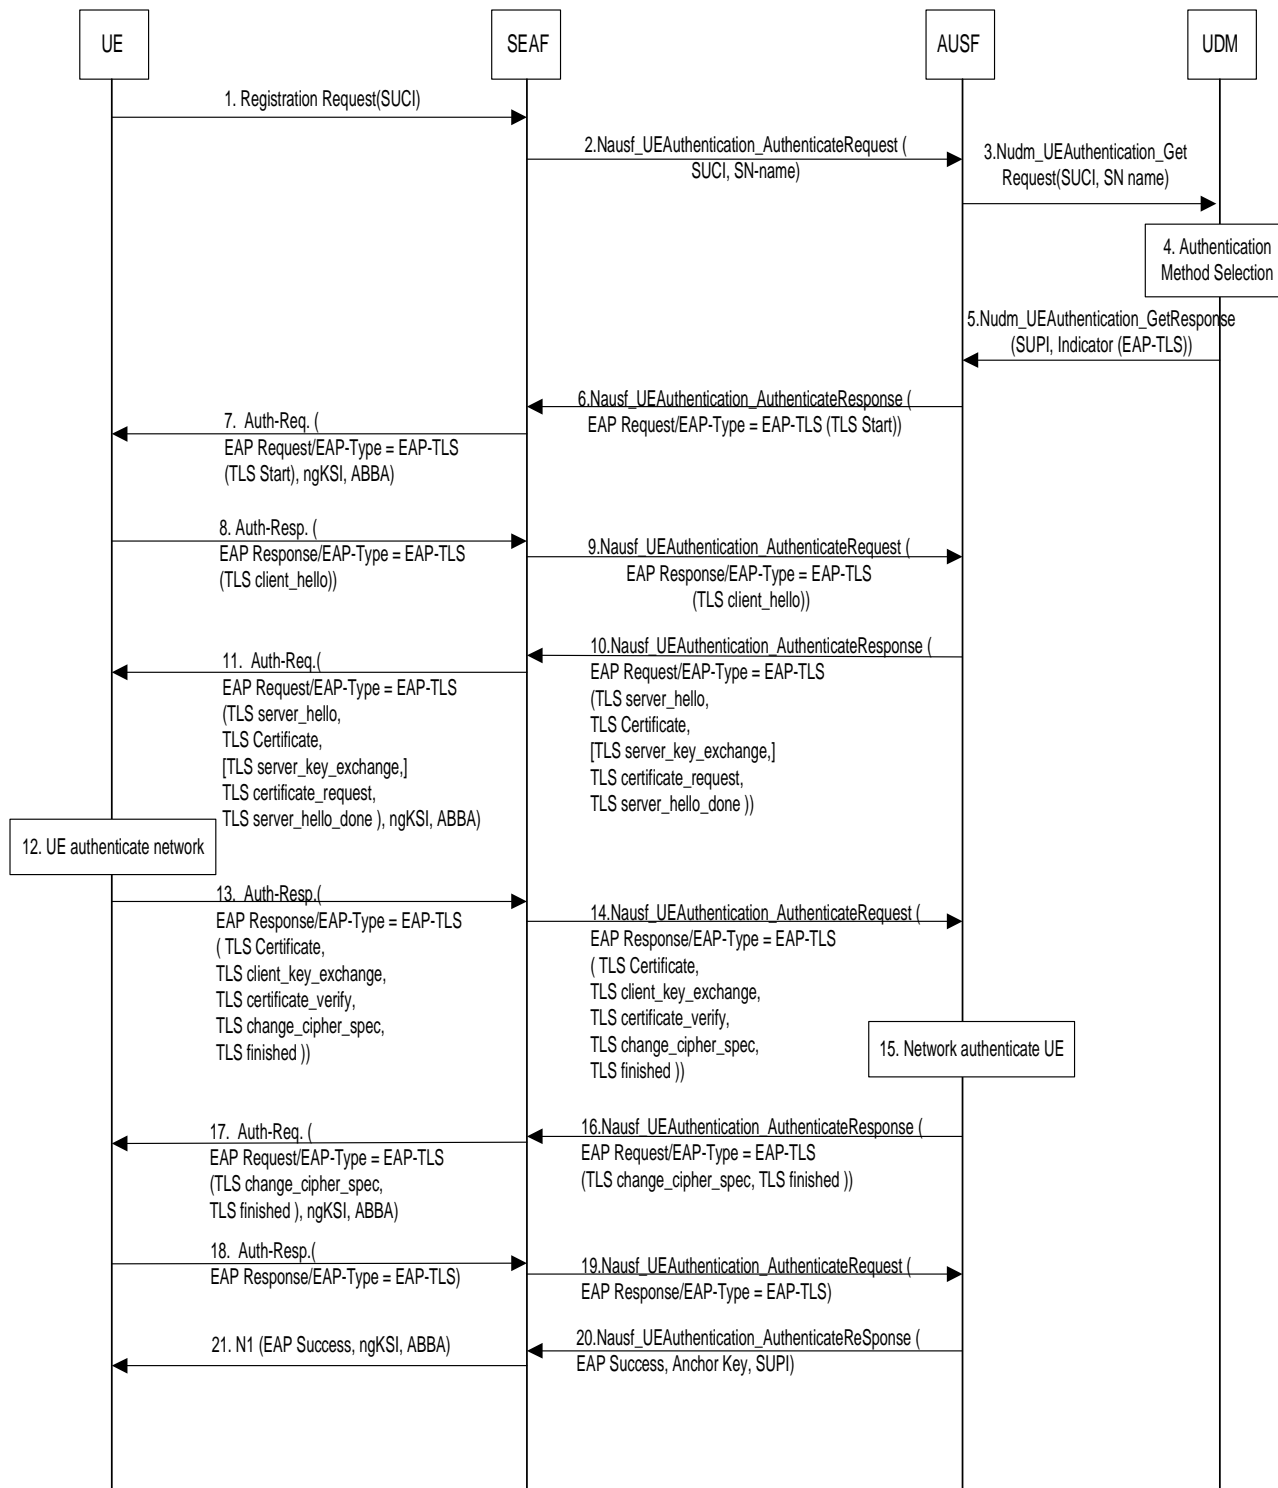 UE
SEAF
AUSF
UDM
1. Registration Request(SUCI)
2.Nausf_UEAuthentication_AuthenticateRequest (
SUCI, SN-name)
3.Nudm_UEAuthentication_Get
Request(SUCI, SN name)
4. Authentication
Method Selection
5.Nudm_UEAuthentication_GetResponse
(SUPI, Indicator (EAP-TLS))
6.Nausf_UEAuthentication_AuthenticateResponse (
EAP Request/EAP-Type = EAP-TLS (TLS Start))
7. Auth-Req. (
EAP Request/EAP-Type = EAP-TLS
(TLS Start), ngKSI, ABBA)
8. Auth-Resp. (
EAP Response/EAP-Type = EAP-TLS
(TLS client_hello))
9.Nausf_UEAuthentication_AuthenticateRequest (
EAP Response/EAP-Type = EAP-TLS
(TLS client_hello))
10.Nausf_UEAuthentication_AuthenticateResponse (
EAP Request/EAP-Type = EAP-TLS
(TLS server_hello,
TLS Certificate,
[TLS server_key_exchange,]
TLS certificate_request,
TLS server_hello_done ))
11. Auth-Req.(
EAP Request/EAP-Type = EAP-TLS
(TLS server_hello,
TLS Certificate,
[TLS server_key_exchange,]
TLS certificate_request,
TLS server_hello_done ), ngKSI, ABBA)
12. UE authenticate network
13. Auth-Resp.(
EAP Response/EAP-Type = EAP-TLS
( TLS Certificate,
TLS client_key_exchange,
TLS certificate_verify,
TLS change_cipher_spec,
TLS finished ))
14.Nausf_UEAuthentication_AuthenticateRequest (
EAP Response/EAP-Type = EAP-TLS
( TLS Certificate,
TLS client_key_exchange,
TLS certificate_verify,
TLS change_cipher_spec,
TLS finished ))
15. Network authenticate UE
16.Nausf_UEAuthentication_AuthenticateResponse (
EAP Request/EAP-Type = EAP-TLS
(TLS change_cipher_spec, TLS finished ))
17. Auth-Req. (
EAP Request/EAP-Type = EAP-TLS
(TLS change_cipher_spec,
TLS finished ), ngKSI, ABBA)
18. Auth-Resp.(
EAP Response/EAP-Type = EAP-TLS)
19.Nausf_UEAuthentication_AuthenticateRequest (
EAP Response/EAP-Type = EAP-TLS)
20.Nausf_UEAuthentication_AuthenticateReSponse (
EAP Success, Anchor Key, SUPI)
21. N1 (EAP Success, ngKSI, ABBA)